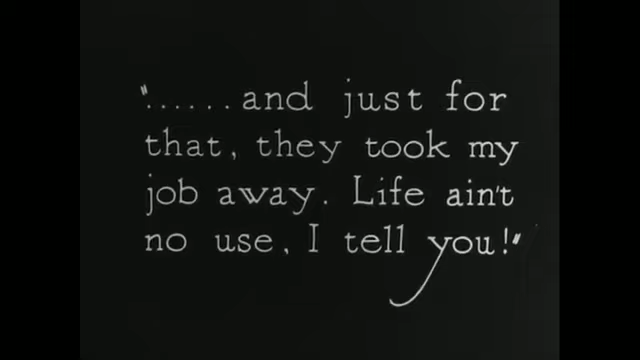 "......and just for
that, they took my
job away. Life ain't
no use, I tell you!"